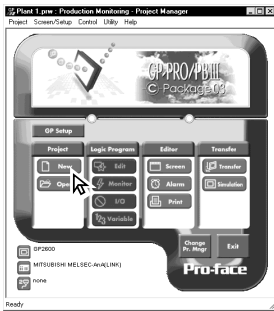 Plant 1.prw : Production Monitoring - Project Manager
Project Screen/Setup Control Utility Help
GP-PRO/PBIII
C-Package03
GP Setup
Project Logic Program Editor Transfer
New Edit Screen Transfer
Open Monitor Alarm Simulation
I/O Print
Variable
GP2600
MITSUBISHI MELSEC-AnA(LINK)
none
Change
Pr. Mngr
Exit
Pro-face
Ready